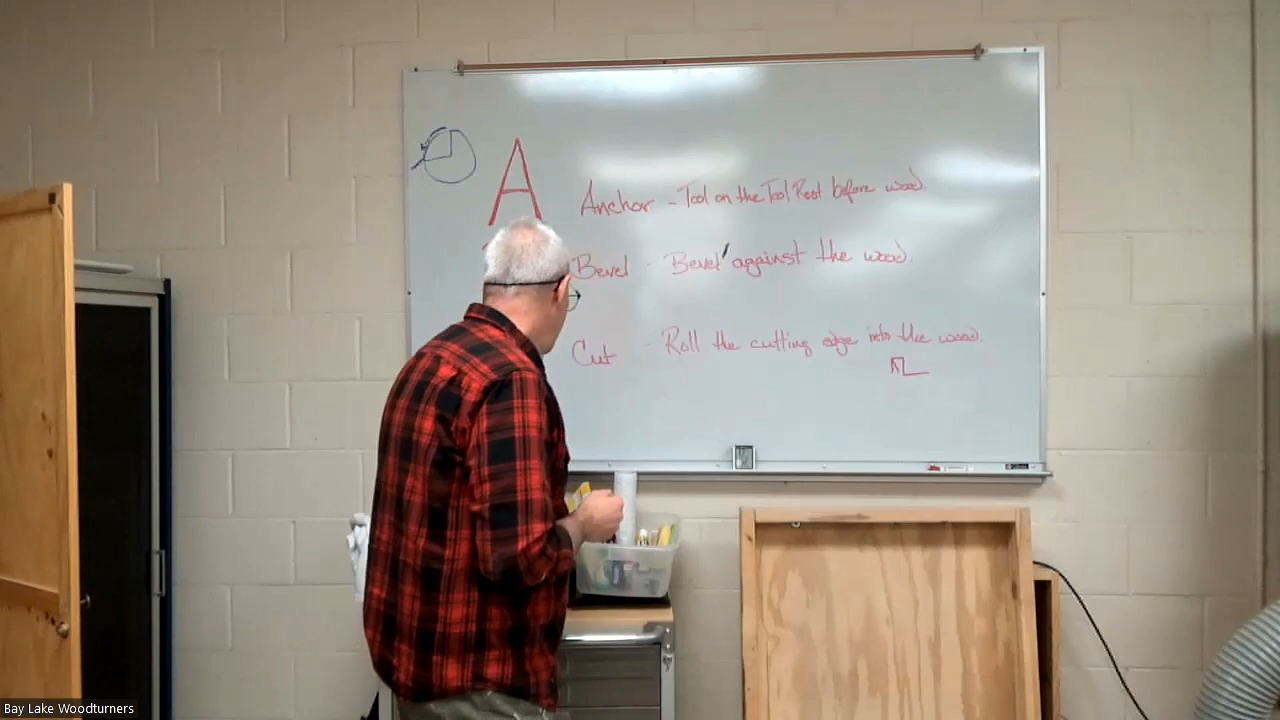 A
Anchor - Tool on the Tool Rest before wood.
Bevel - Bevel against the wood.
Cut - Roll the cutting edge into the wood.
Bay Lake Woodturners